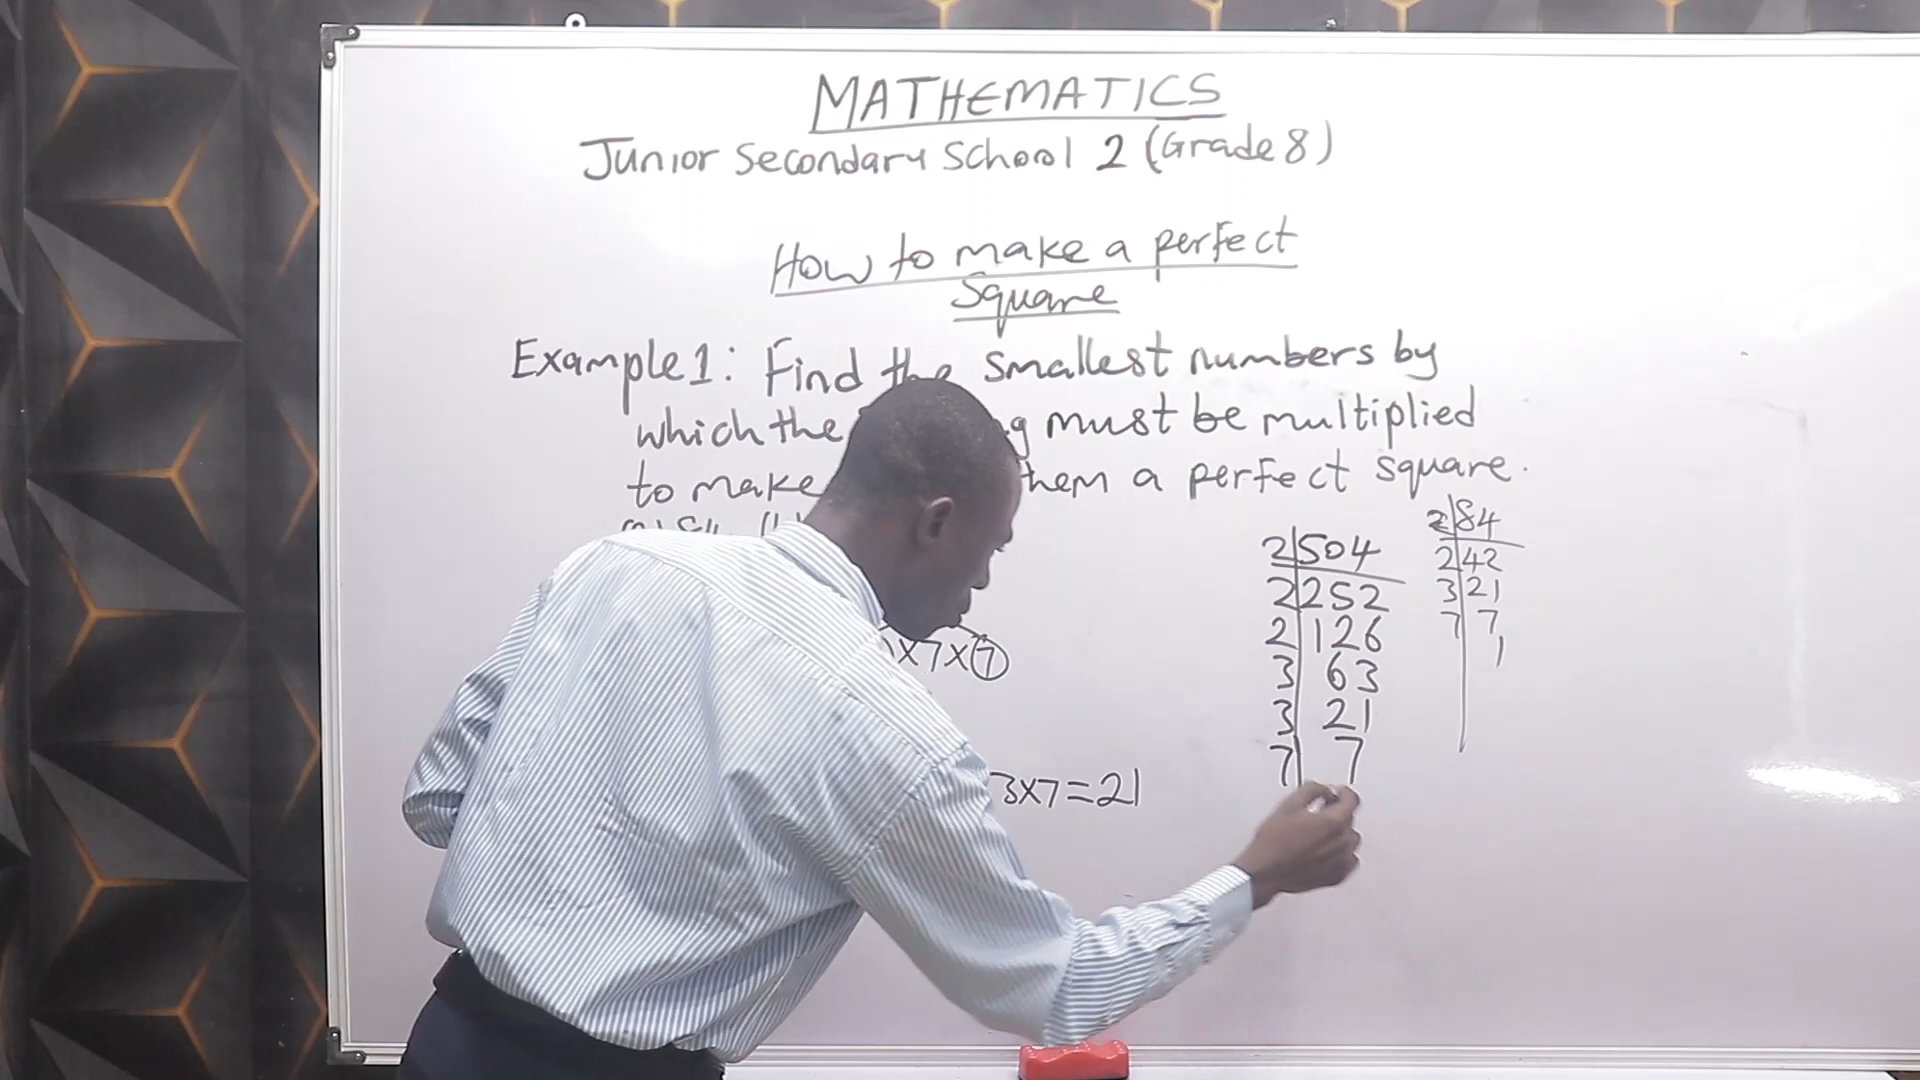 MATHEMATICS
Junior Secondary School 2 (Grade 8)
How to make a perfect
Square
Example 1: Find the smallest numbers by
which the must be multiplied
to make a perfect square.
2|84
2|42
3|21
7|7
1
2|504
2|252
2|126
3|63
3|21
7|7
x7x7
3x7=21